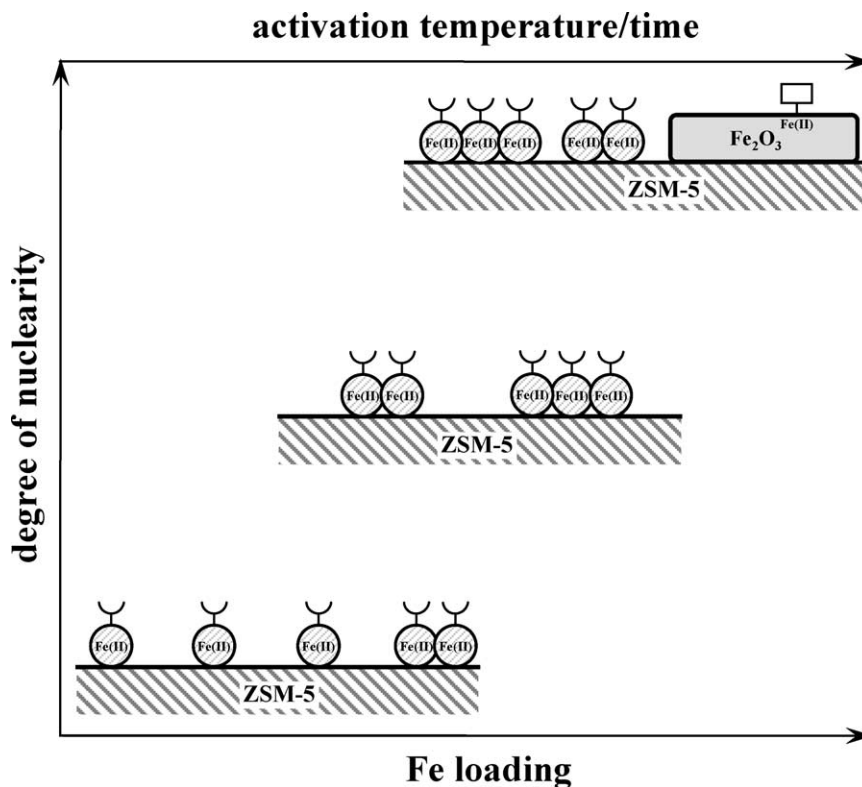 activation temperature/time
degree of nuclearity
Fe(II) Fe(II) Fe(II) Fe(II) Fe(II) Fe(II)
Fe₂O₃
ZSM-5
Fe(II) Fe(II) Fe(II) Fe(II) Fe(II)
ZSM-5
Fe(II) Fe(II) Fe(II) Fe(II) Fe(II)
ZSM-5
Fe loading